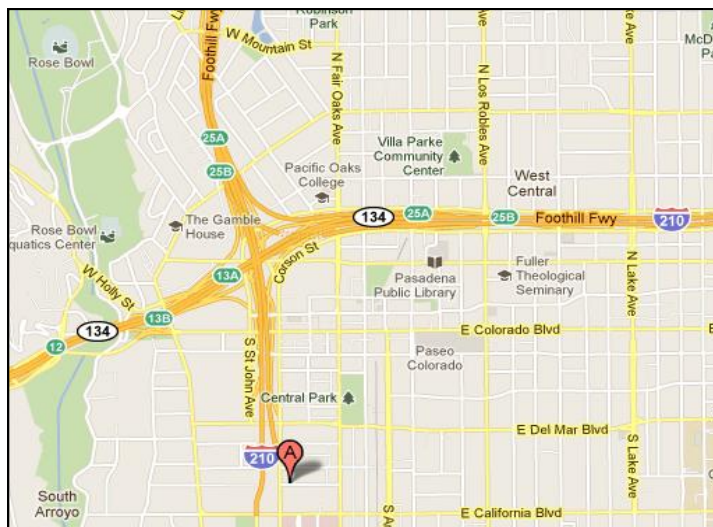 Robinson
Park
W Mountain St
Foothill Fwy
Rose Bowl
N Fair Oaks Ave
N Los Robles Ave
N Lake Ave
25A
Villa Parke
Community
Center
25B
Pacific Oaks
College
West
Central
134
25A
25B
Foothill Fwy
210
The Gamble
House
Rose Bowl
quatics Center
Corson St
13A
Pasadena
Public Library
Fuller
Theological
Seminary
W Holly St
13B
134
12
E Colorado Blvd
S St John Ave
Paseo
Colorado
Central Park
E Del Mar Blvd
S Lake Ave
210
A
South
Arroyo
E California Blvd